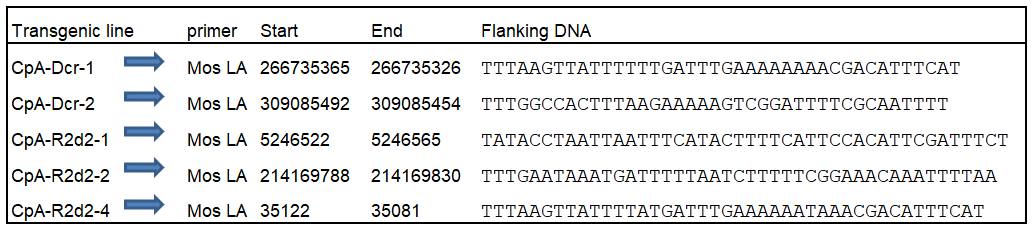 Transgenic line primer Start End Flanking DNA
CpA-Dcr-1 Mos LA 266735365 266735326 TTTAAGTTATTTTTTGATTTGAAAAAAAACGACATTTCAT
CpA-Dcr-2 Mos LA 309085492 309085454 TTTGGCCACTTTAAGAAAAAGTCGGATTTTCGCAATTTT
CpA-R2d2-1 Mos LA 5246522 5246565 TATACCTAATTAATTTCATACTTTTCATTCCACATTCGATTTCT
CpA-R2d2-2 Mos LA 214169788 214169830 TTTGAATAAATGATTTTTAATCTTTTTCGGAAACAAATTTTAA
CpA-R2d2-4 Mos LA 35122 35081 TTTAAGTTATTTTATGATTTGAAAAAATAAACGACATTTCAT